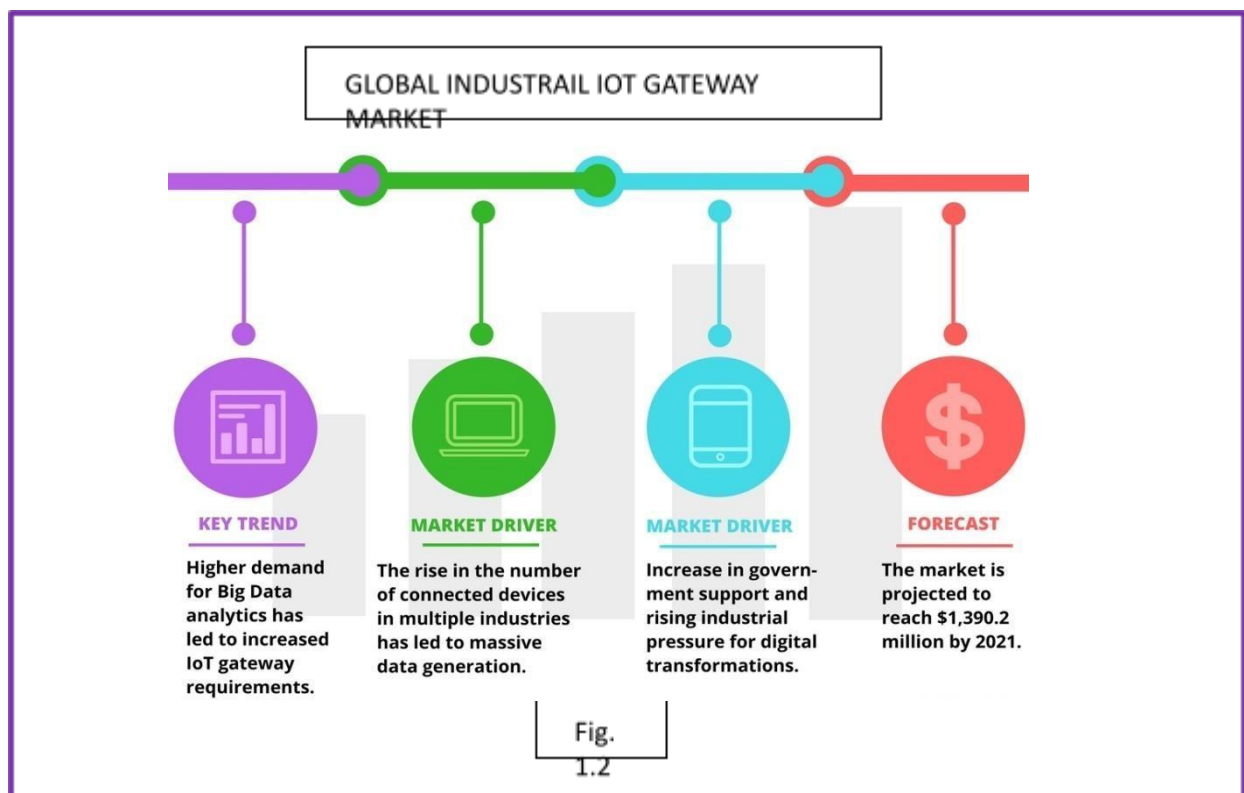 GLOBAL INDUSTRAIL IOT GATEWAY
MARKET
KEY TREND
Higher demand
for Big Data
analytics has
led to increased
IoT gateway
requirements.
MARKET DRIVER
The rise in the number
of connected devices
in multiple industries
has led to massive
data generation.
MARKET DRIVER
Increase in govern-
ment support and
rising industrial
pressure for digital
transformations.
FORECAST
The market is
projected to
reach $1,390.2
million by 2021.
Fig.
1.2